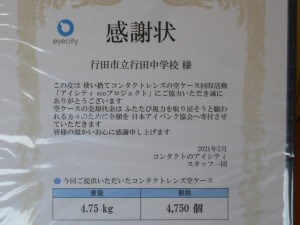 eyecity
感謝状
行田市立行田中学校 様
この度は 使い捨てコンタクトレンズの空ケース回収活動
「アイシティ ecoプロジェクト」にご協力いただき誠に
ありがとうございます
空ケースの売却代金は ふたたび視力を取り戻そうと願わ
れる方々のために全額を 日本アイバンク協会へ寄付させて
いただきます
皆様の温かいお心に感謝申し上げます
2021年2月
コンタクトのアイシティ
スタッフ一同
● 今回ご提供いただいたコンタクトレンズ空ケース
重量 個数
4.75 kg 4,750 個